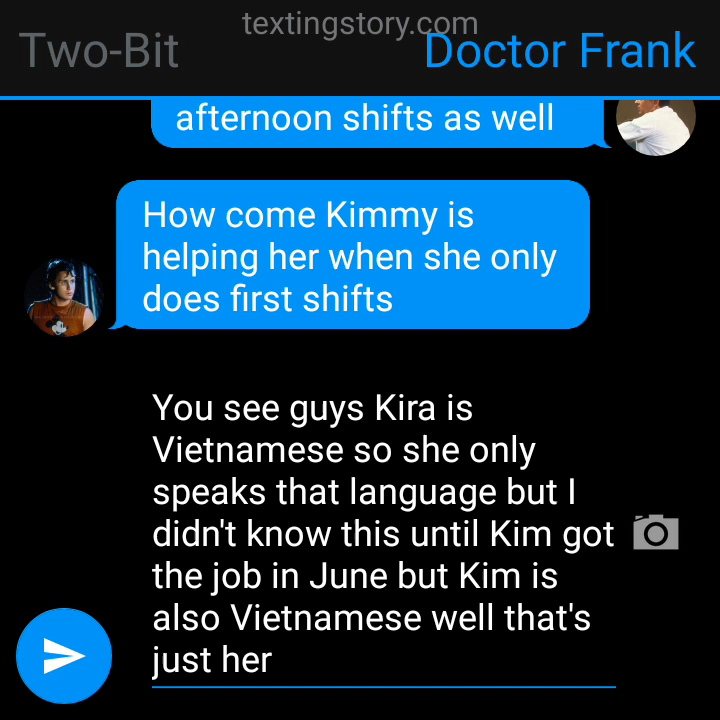 textingstory.com
Two-Bit
Doctor Frank
afternoon shifts as well
How come Kimmy is
helping her when she only
does first shifts
You see guys Kira is
Vietnamese so she only
speaks that language but I
didn't know this until Kim got
the job in June but Kim is
also Vietnamese well that's
just her